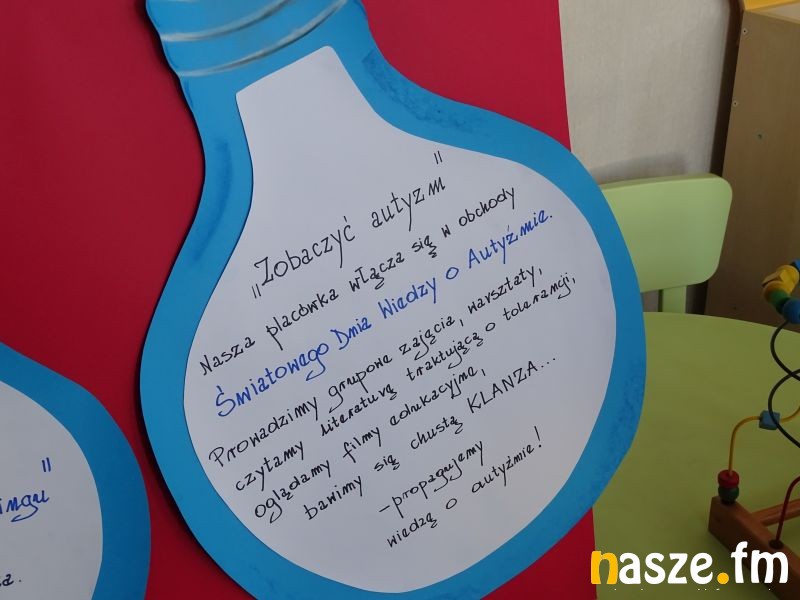 „Zobaczyć autyzm"
Nasza placówka włącza się w obchody
Światowego Dnia Wiedzy o Autyźmie.
Prowadzimy grupowe zajęcia, warsztaty,
czytamy literaturę traktującą o tolerancji,
oglądamy filmy edukacyjne,
bawimy się chustą KLANZA...
-propagujemy
wiedzę o autyźmie!
ingu"
nasze.fm